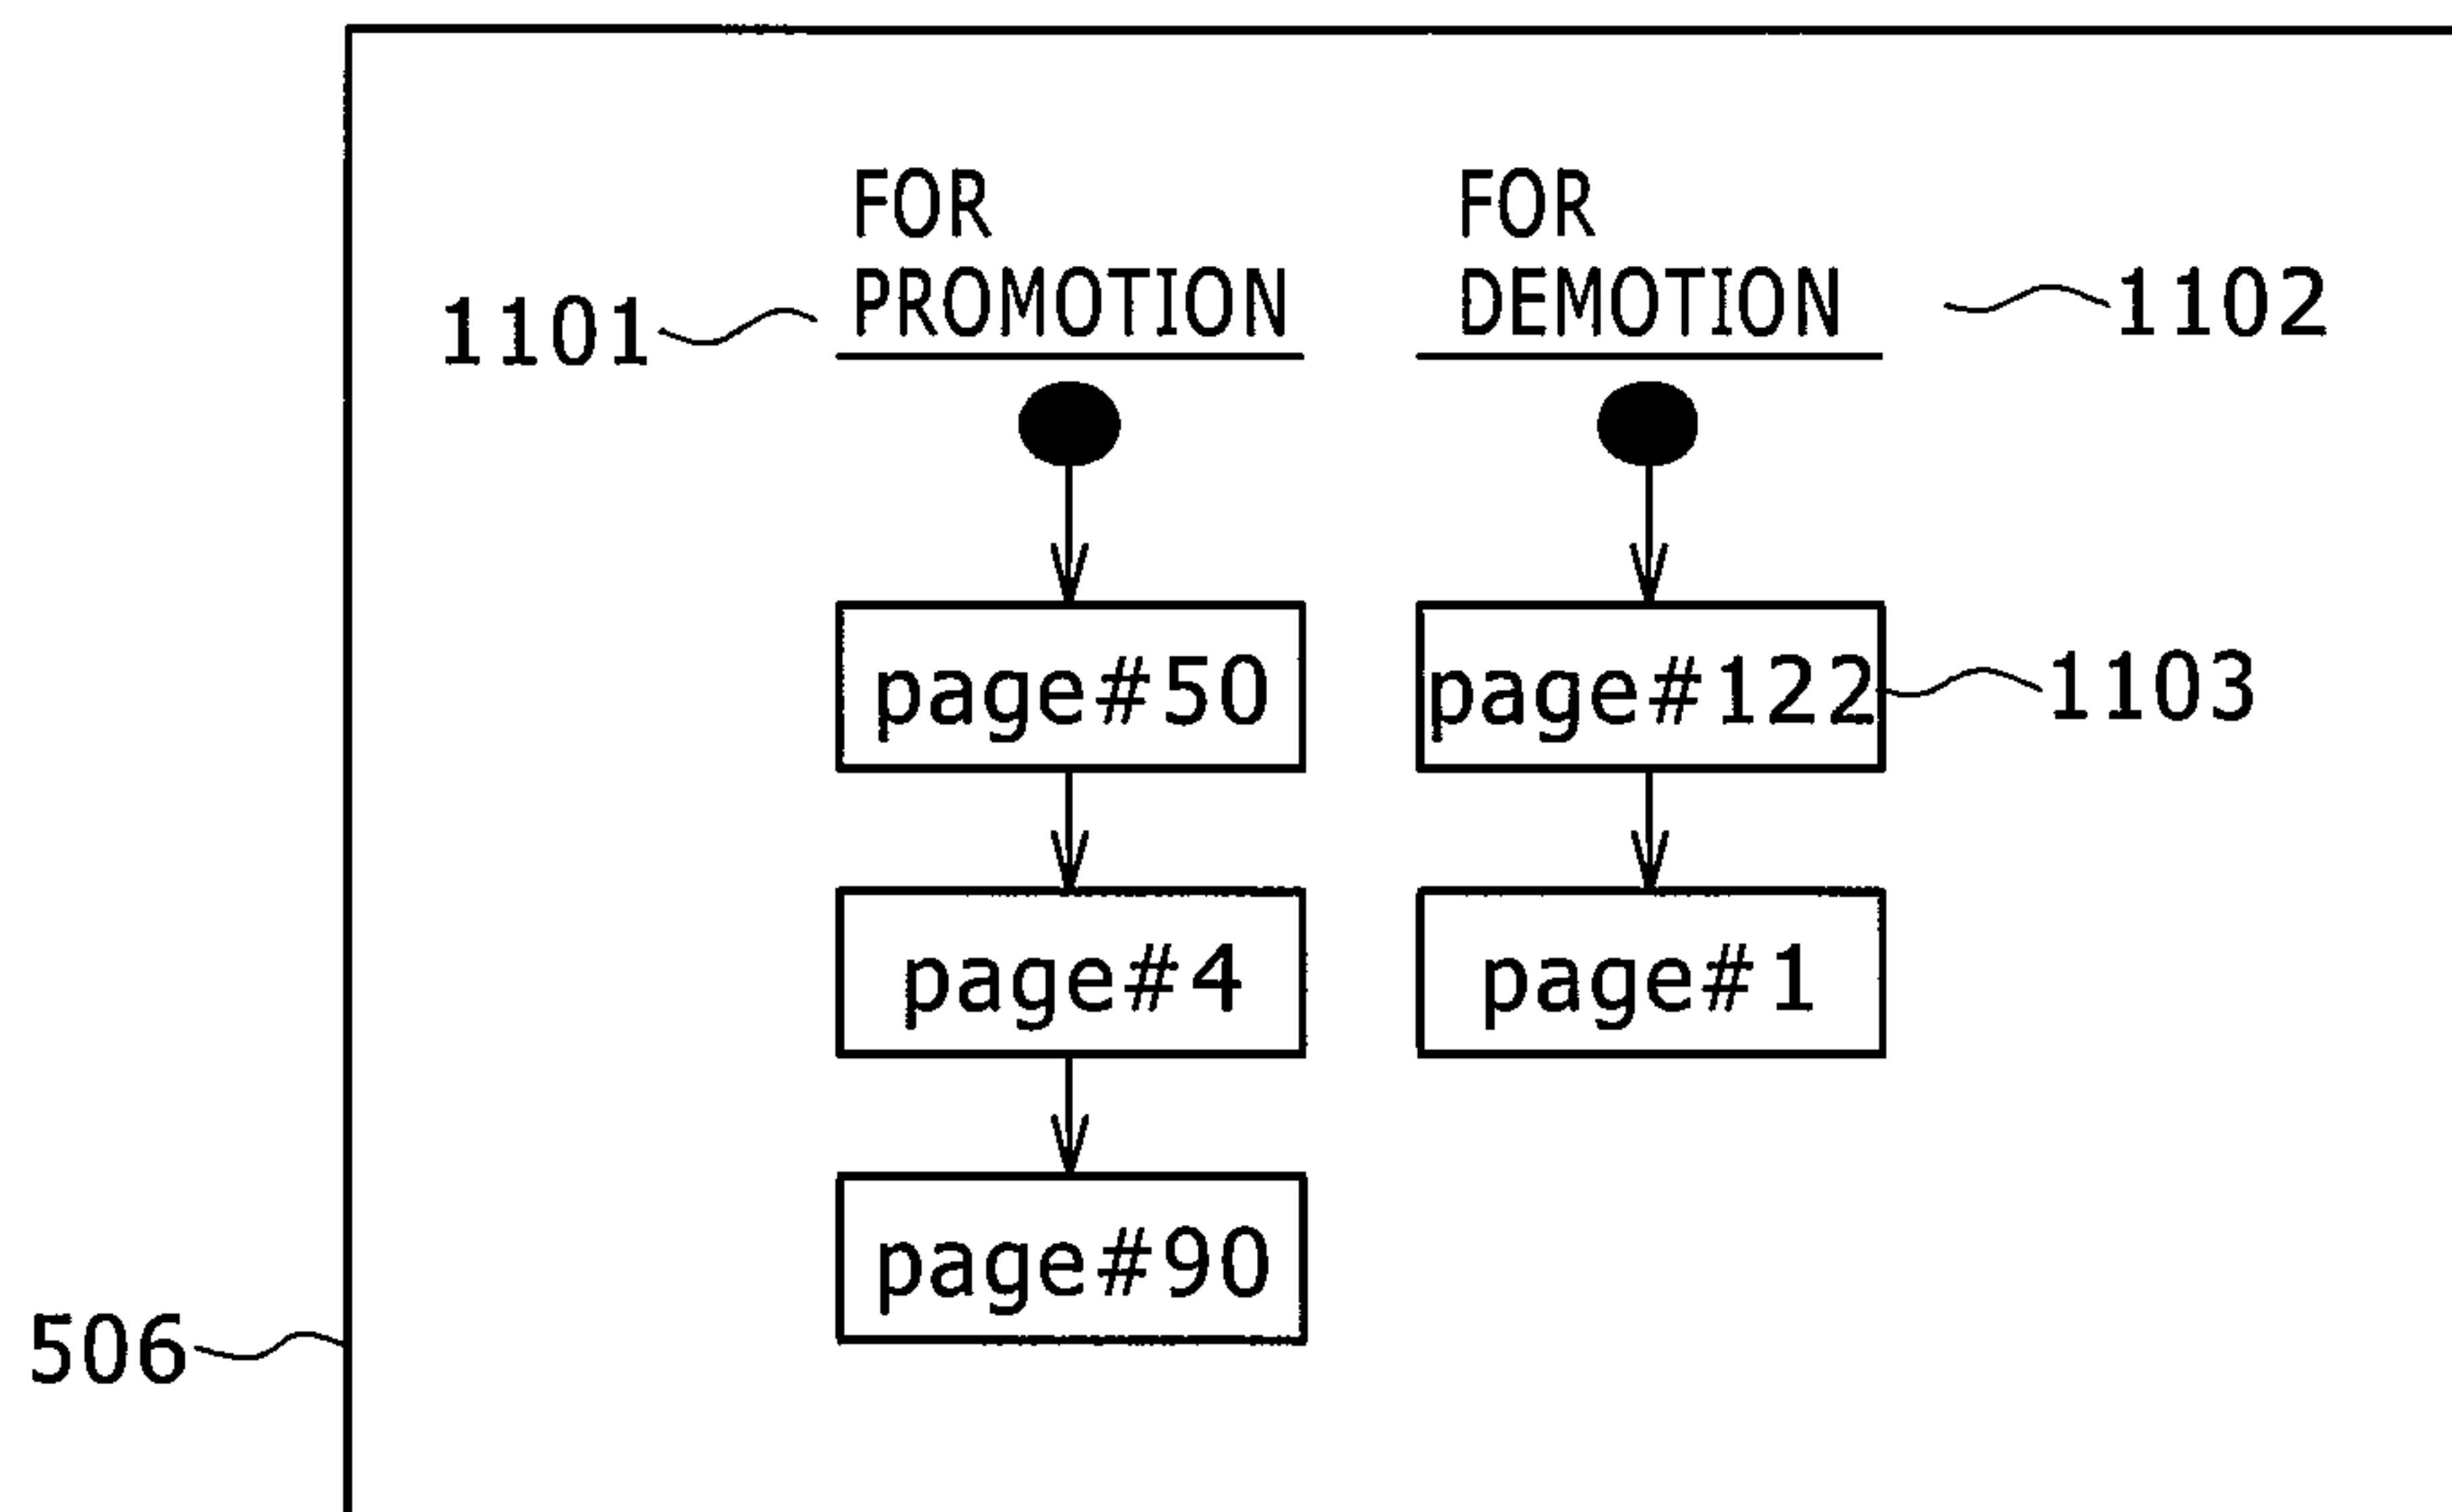 FOR
PROMOTION
FOR
DEMOTION
1101
1102
page#50
page#122
1103
page#4
page#1
page#90
506